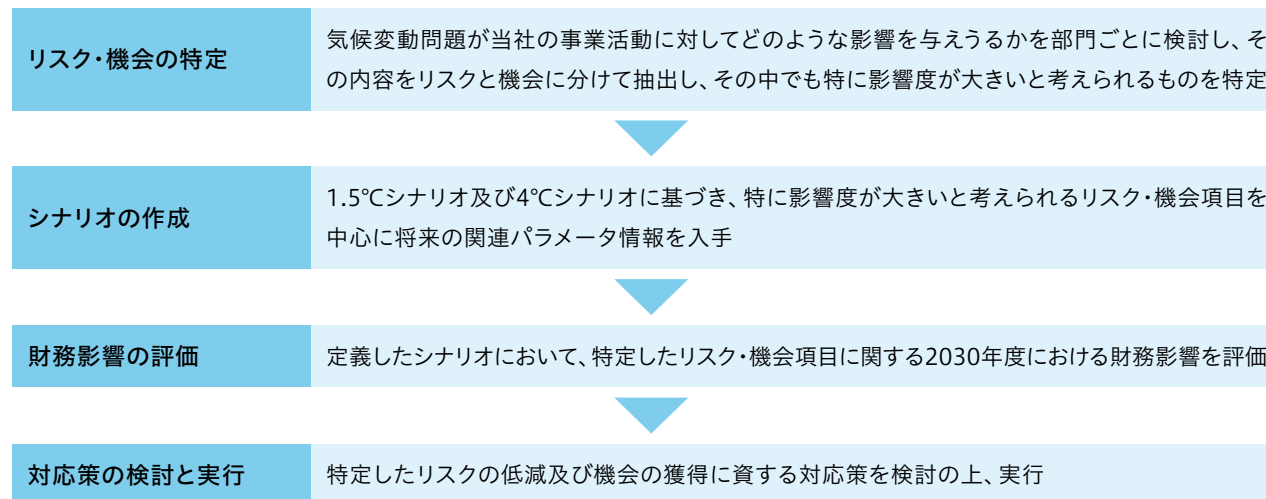 リスク・機会の特定
気候変動問題が当社の事業活動に対してどのような影響を与えうるかを部門ごとに検討し、そ
の内容をリスクと機会に分けて抽出し、その中でも特に影響度が大きいと考えられるものを特定
シナリオの作成
1.5℃シナリオ及び4℃シナリオに基づき、特に影響度が大きいと考えられるリスク・機会項目を
中心に将来の関連パラメータ情報を入手
財務影響の評価
定義したシナリオにおいて、特定したリスク・機会項目に関する2030年度における財務影響を評価
対応策の検討と実行
特定したリスクの低減及び機会の獲得に資する対応策を検討の上、実行